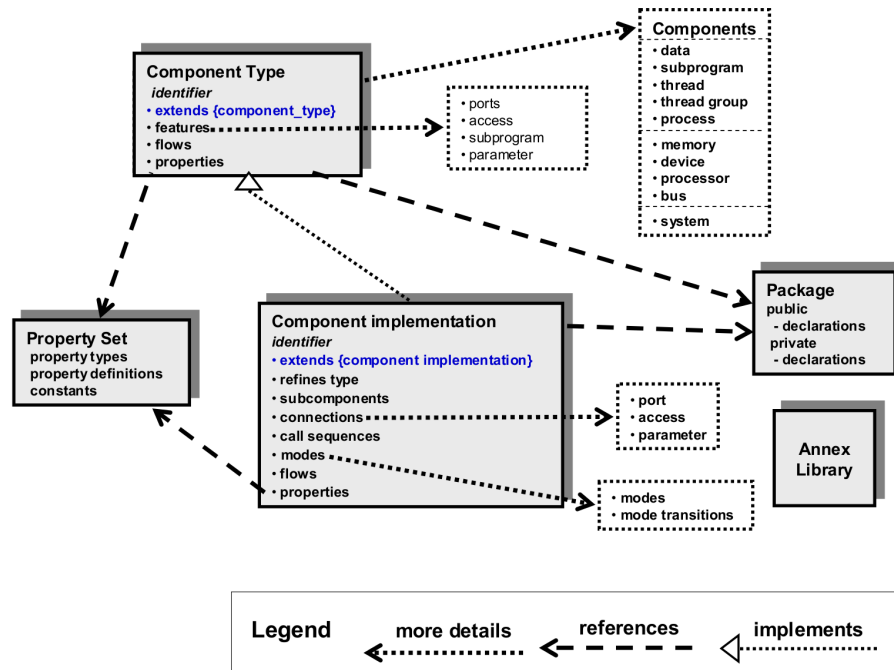 Component Type
identifier
• extends {component_type}
• features
• flows
• properties
• ports
• access
• subprogram
• parameter
Components
• data
• subprogram
• thread
• thread group
• process
• memory
• device
• processor
• bus
• system
Property Set
property types
property definitions
constants
Component implementation
identifier
• extends {component implementation}
• refines type
• subcomponents
• connections
• call sequences
• modes
• flows
• properties
Package
public
- declarations
private
- declarations
• port
• access
• parameter
Annex
Library
• modes
• mode transitions
Legend
more details
references
implements